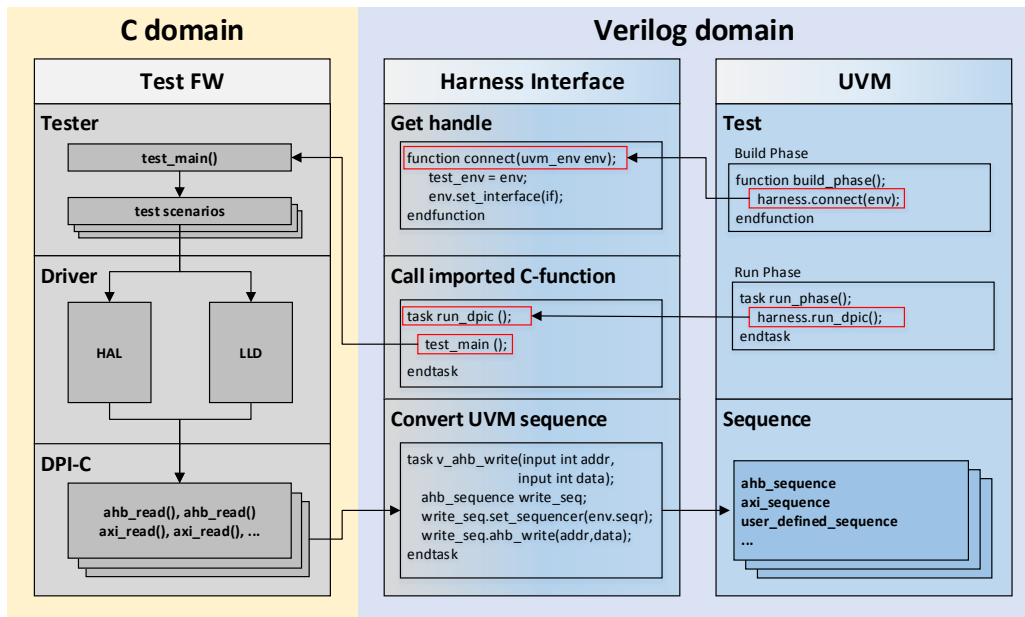 C domain
Test FW
Tester
test_main()
test scenarios
Driver
HAL
LLD
DPI-C
ahb_read(), ahb_read()
axi_read(), axi_read(), ...
Verilog domain
Harness Interface
Get handle
function connect(uvm_env env);
test_env = env;
env.set_interface(if);
endfunction
Call imported C-function
task run_dpic ();
test_main ();
endtask
Convert UVM sequence
task v_ahb_write(input int addr,
input int data);
ahb_sequence write_seq;
write_seq.set_sequencer(env.seqr);
write_seq.ahb_write(addr,data);
endtask
UVM
Test
Build Phase
function build_phase();
harness.connect(env);
endfunction
Run Phase
task run_phase();
harness.run_dpic();
endtask
Sequence
ahb_sequence
axi_sequence
user_defined_sequence
...